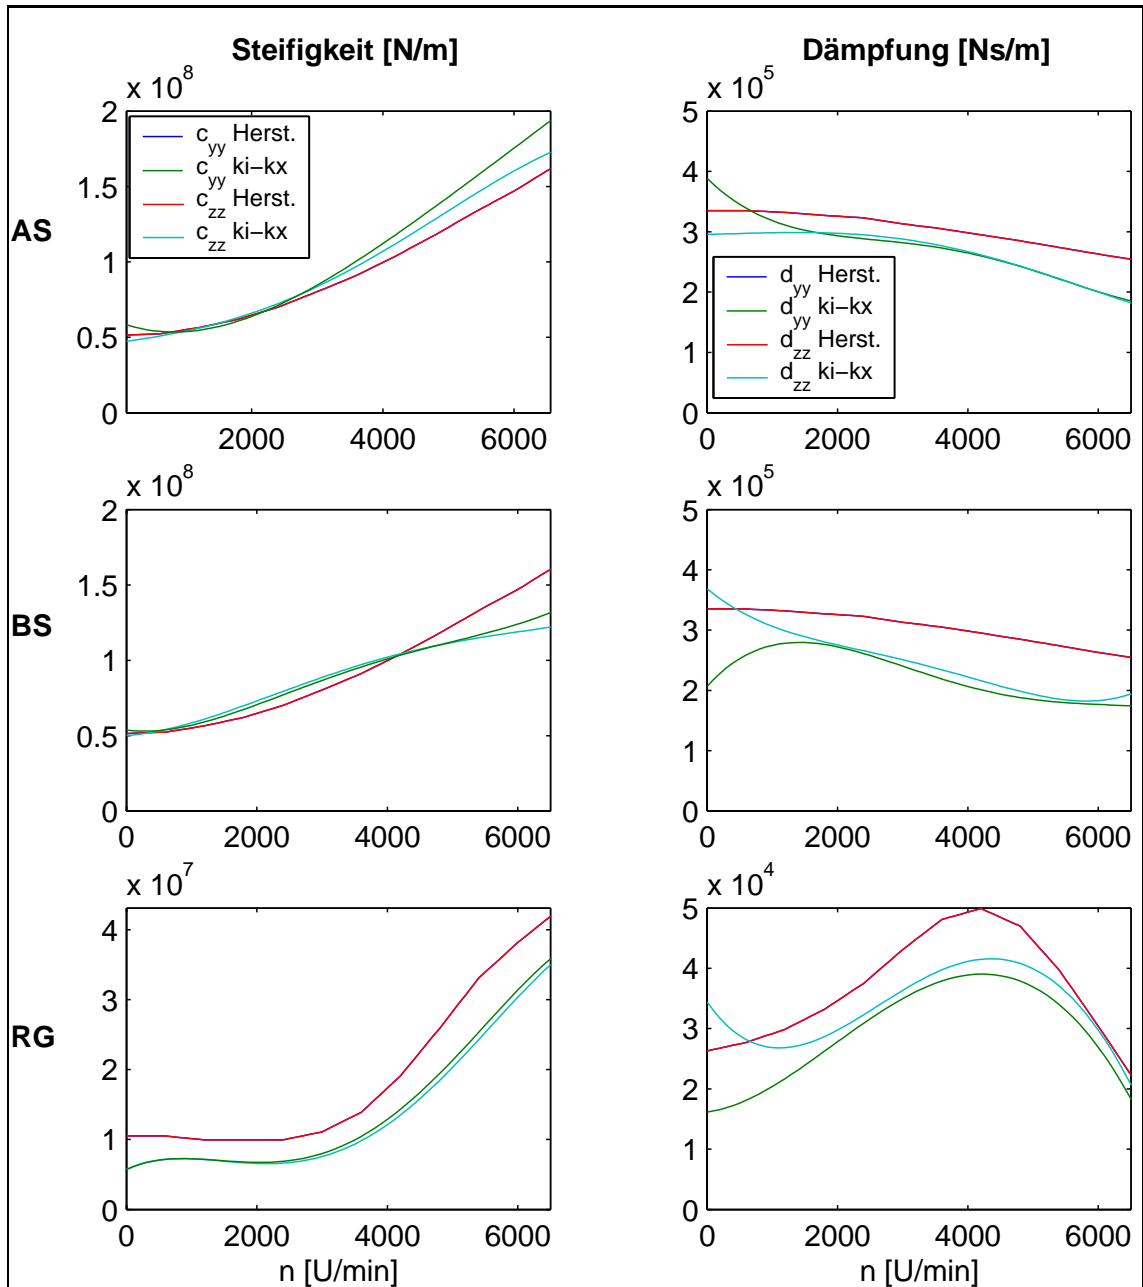 Steifigkeit [N/m]
Dämpfung [Ns/m]
AS
x 10^8
2
1.5
1
0.5
0
2000
4000
6000
c_yy Herst.
c_yy ki−kx
c_zz Herst.
c_zz ki−kx
x 10^5
5
4
3
2
1
0
0
2000
4000
6000
d_yy Herst.
d_yy ki−kx
d_zz Herst.
d_zz ki−kx
BS
x 10^8
2
1.5
1
0.5
0
0
2000
4000
6000
x 10^5
5
4
3
2
1
0
0
2000
4000
6000
RG
x 10^7
4
3
2
1
0
0
2000
4000
6000
n [U/min]
x 10^4
5
4
3
2
1
0
0
2000
4000
6000
n [U/min]